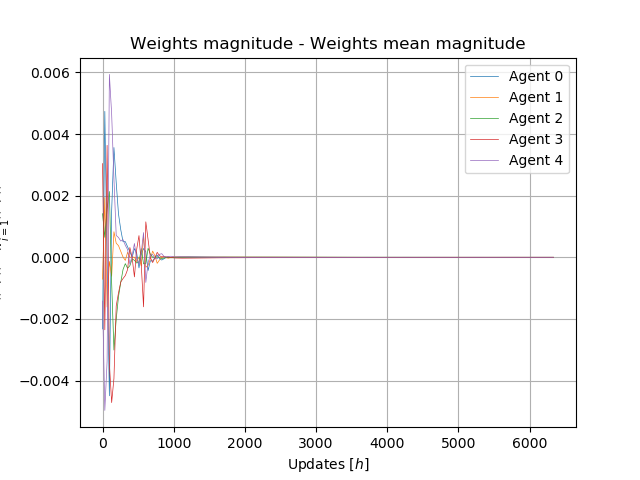 Weights magnitude - Weights mean magnitude
0.006
0.004
0.002
0.000
−0.002
−0.004
0
1000
2000
3000
4000
5000
6000
Updates [h]
Agent 0
Agent 1
Agent 2
Agent 3
Agent 4